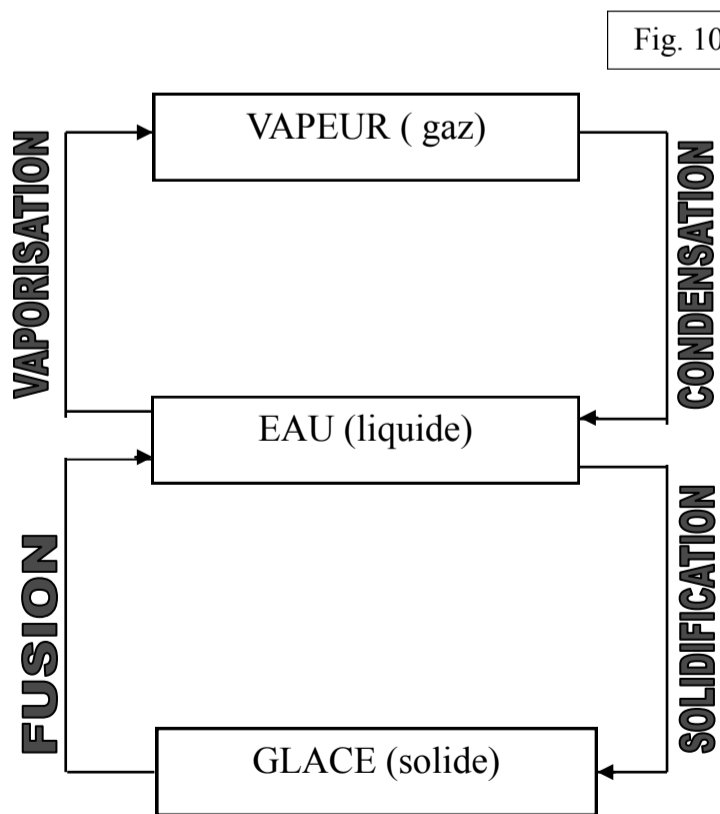 Fig. 10
VAPEUR ( gaz)
VAPORISATION
CONDENSATION
EAU (liquide)
FUSION
SOLIDIFICATION
GLACE (solide)